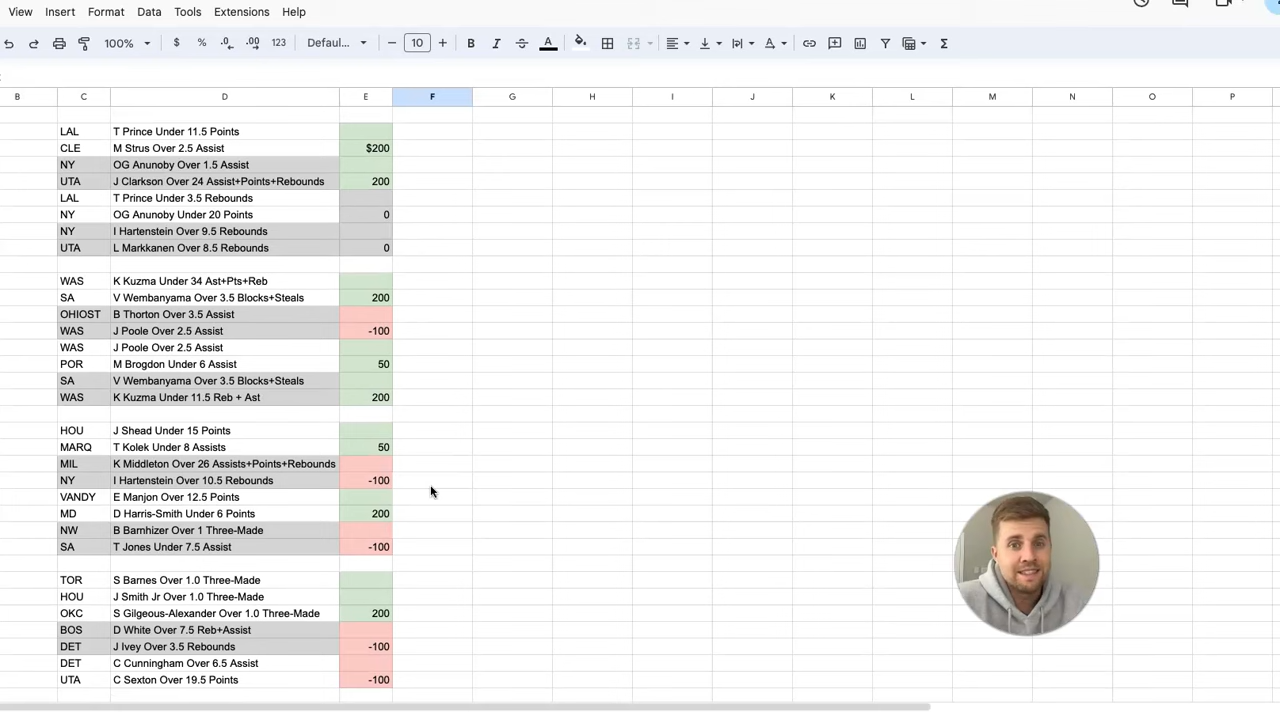 View Insert Format Data Tools Extensions Help
100% $ % .0 .00 123 Defaul... 10 B I A A Σ
B C D E F G H I J K L M N O P
LAL T Prince Under 11.5 Points
CLE M Strus Over 2.5 Assist $200
NY OG Anunoby Over 1.5 Assist
UTA J Clarkson Over 24 Assist+Points+Rebounds 200
LAL T Prince Under 3.5 Rebounds
NY OG Anunoby Under 20 Points 0
NY I Hartenstein Over 9.5 Rebounds
UTA L Markkanen Over 8.5 Rebounds 0
WAS K Kuzma Under 34 Ast+Pts+Reb
SA V Wembanyama Over 3.5 Blocks+Steals 200
OHIOST B Thorton Over 3.5 Assist
WAS J Poole Over 2.5 Assist -100
WAS J Poole Over 2.5 Assist
POR M Brogdon Under 6 Assist 50
SA V Wembanyama Over 3.5 Blocks+Steals
WAS K Kuzma Under 11.5 Reb + Ast 200
HOU J Shead Under 15 Points
MARQ T Kolek Under 8 Assists 50
MIL K Middleton Over 26 Assists+Points+Rebounds
NY I Hartenstein Over 10.5 Rebounds -100
VANDY E Manjon Over 12.5 Points
MD D Harris-Smith Under 6 Points 200
NW B Barnhizer Over 1 Three-Made
SA T Jones Under 7.5 Assist -100
TOR S Barnes Over 1.0 Three-Made
HOU J Smith Jr Over 1.0 Three-Made
OKC S Gilgeous-Alexander Over 1.0 Three-Made 200
BOS D White Over 7.5 Reb+Assist
DET J Ivey Over 3.5 Rebounds -100
DET C Cunningham Over 6.5 Assist
UTA C Sexton Over 19.5 Points -100